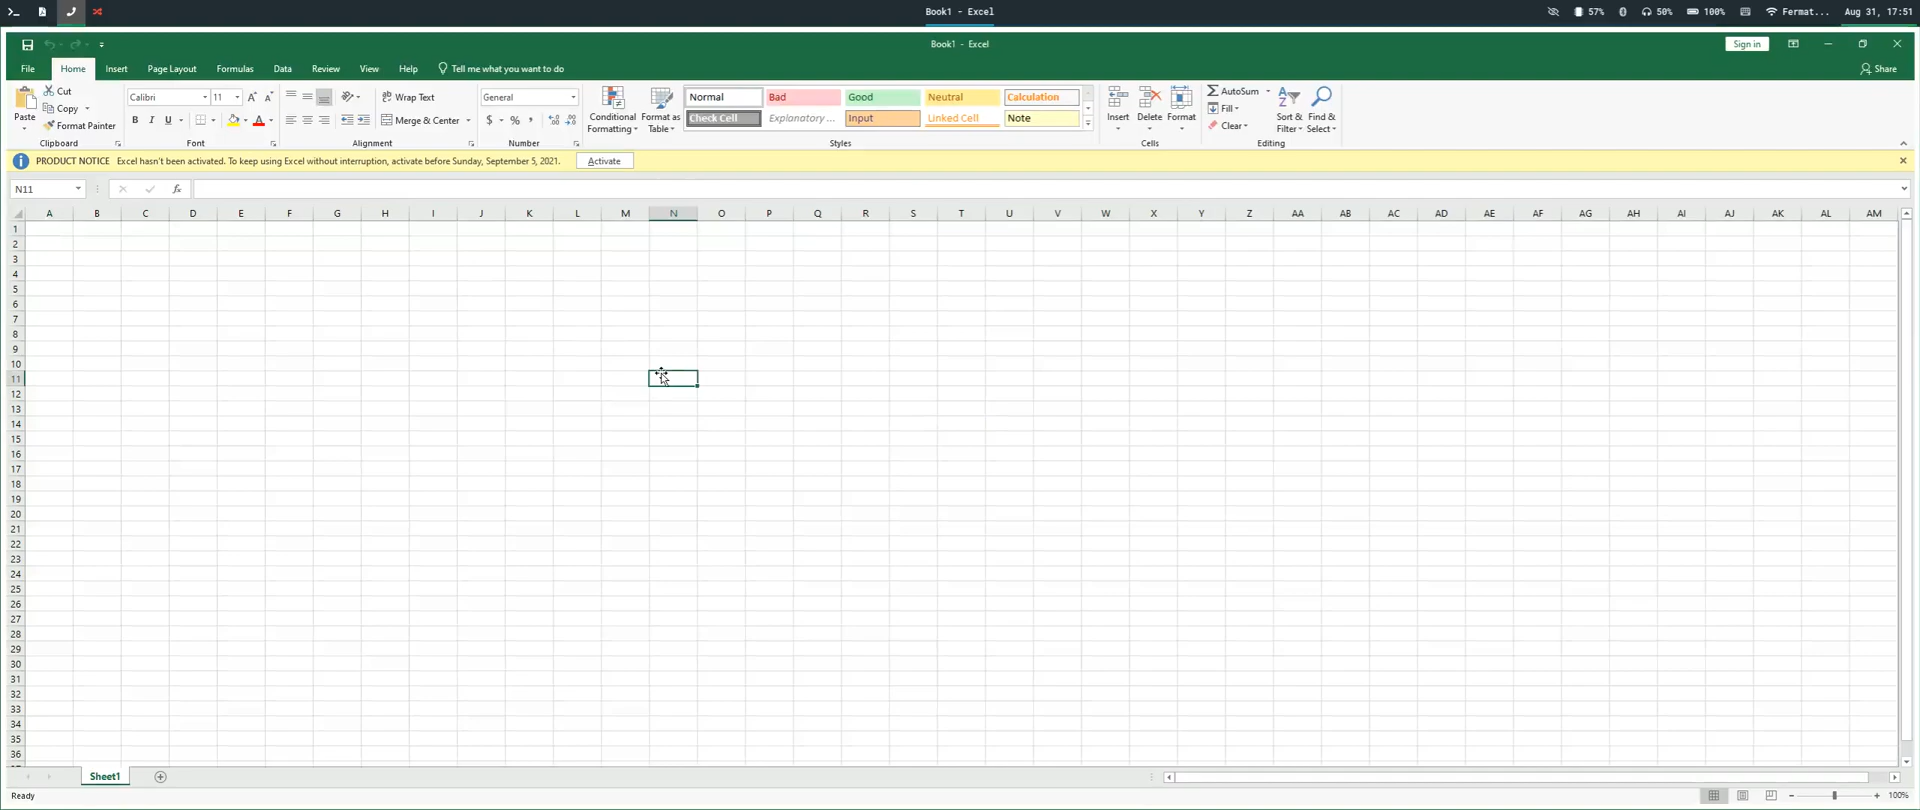 Book1 - Excel
57% 50% 100% Fermat... Aug 31, 17:51
Book1 - Excel
Sign in
File Home Insert Page Layout Formulas Data Review View Help Tell me what you want to do Share
Paste
Cut
Copy
Format Painter
Clipboard
Calibri 11
B I U A
Font
Wrap Text
Merge & Center
Alignment
General
$ % ,
Number
Conditional Formatting
Format as Table
Normal Bad Good Neutral Calculation
Check Cell Explanatory ... Input Linked Cell Note
Styles
Insert Delete Format
Cells
AutoSum
Fill
Clear
Sort & Filter
Find & Select
Editing
PRODUCT NOTICE Excel hasn't been activated. To keep using Excel without interruption, activate before Sunday, September 5, 2021. Activate
N11 fx
A B C D E F G H I J K L M N O P Q R S T U V W X Y Z AA AB AC AD AE AF AG AH AI AJ AK AL AM
1
2
3
4
5
6
7
8
9
10
11
12
13
14
15
16
17
18
19
20
21
22
23
24
25
26
27
28
29
30
31
32
33
34
35
36
Sheet1
Ready 100%